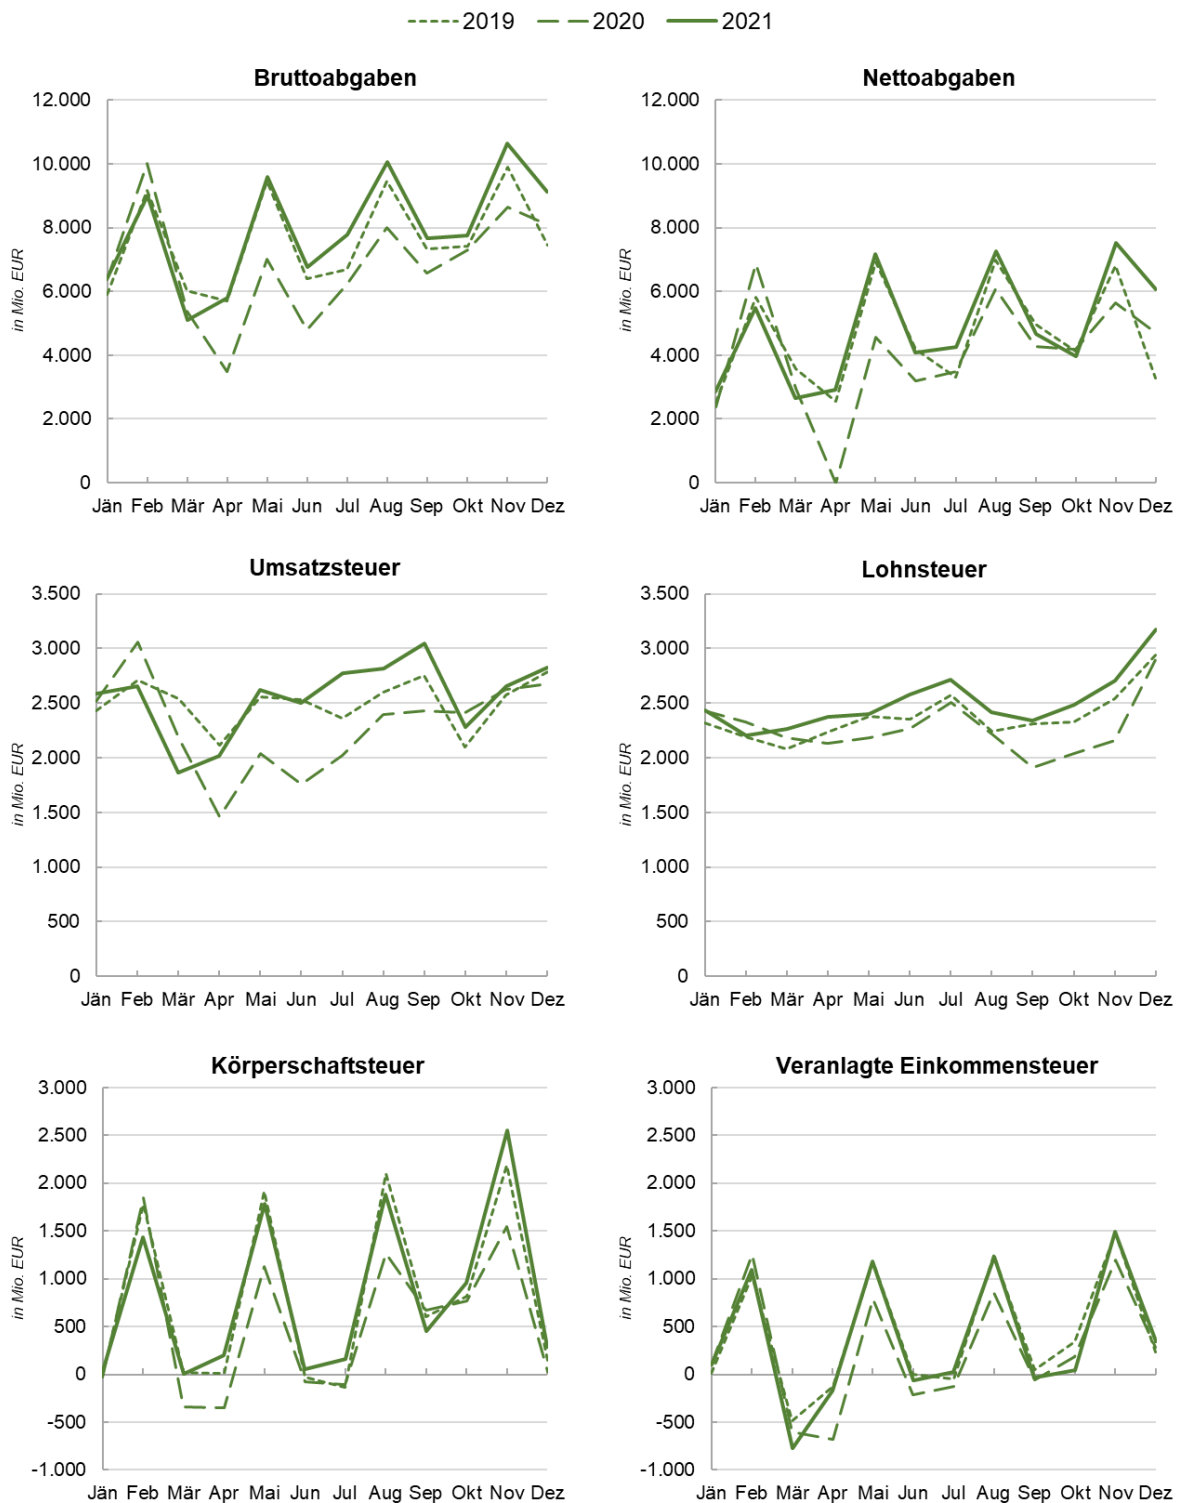 2019 2020 2021
Bruttoabgaben
12.000
10.000
8.000
6.000
4.000
2.000
0
in Mio. EUR
Jän Feb Mär Apr Mai Jun Jul Aug Sep Okt Nov Dez
Nettoabgaben
12.000
10.000
8.000
6.000
4.000
2.000
0
in Mio. EUR
Jän Feb Mär Apr Mai Jun Jul Aug Sep Okt Nov Dez
Umsatzsteuer
3.500
3.000
2.500
2.000
1.500
1.000
500
0
in Mio. EUR
Jän Feb Mär Apr Mai Jun Jul Aug Sep Okt Nov Dez
Lohnsteuer
3.500
3.000
2.500
2.000
1.500
1.000
500
0
in Mio. EUR
Jän Feb Mär Apr Mai Jun Jul Aug Sep Okt Nov Dez
Körperschaftsteuer
3.000
2.500
2.000
1.500
1.000
500
0
-500
-1.000
in Mio. EUR
Jän Feb Mär Apr Mai Jun Jul Aug Sep Okt Nov Dez
Veranlagte Einkommensteuer
3.000
2.500
2.000
1.500
1.000
500
0
-500
-1.000
in Mio. EUR
Jän Feb Mär Apr Mai Jun Jul Aug Sep Okt Nov Dez